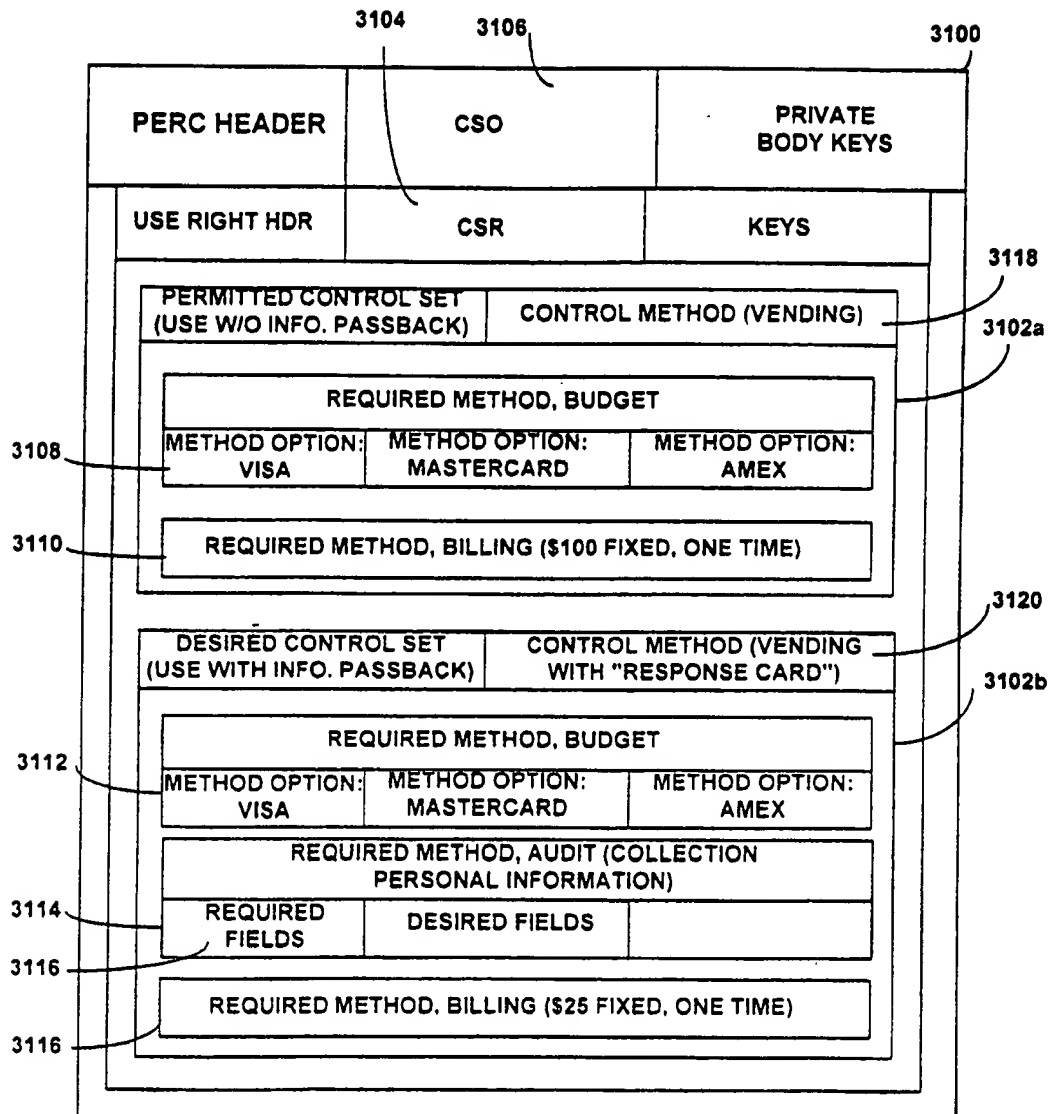 3104
3106
3100
PERC HEADER
CSO
PRIVATE
BODY KEYS
USE RIGHT HDR
CSR
KEYS
3118
PERMITTED CONTROL SET
(USE W/O INFO. PASSBACK)
CONTROL METHOD (VENDING)
3102a
REQUIRED METHOD, BUDGET
3108
METHOD OPTION:
VISA
METHOD OPTION:
MASTERCARD
METHOD OPTION:
AMEX
3110
REQUIRED METHOD, BILLING ($100 FIXED, ONE TIME)
3120
DESIRED CONTROL SET
(USE WITH INFO. PASSBACK)
CONTROL METHOD (VENDING
WITH "RESPONSE CARD")
3102b
REQUIRED METHOD, BUDGET
3112
METHOD OPTION:
VISA
METHOD OPTION:
MASTERCARD
METHOD OPTION:
AMEX
REQUIRED METHOD, AUDIT (COLLECTION
PERSONAL INFORMATION)
3114
REQUIRED
FIELDS
DESIRED FIELDS
3116
REQUIRED METHOD, BILLING ($25 FIXED, ONE TIME)
3116